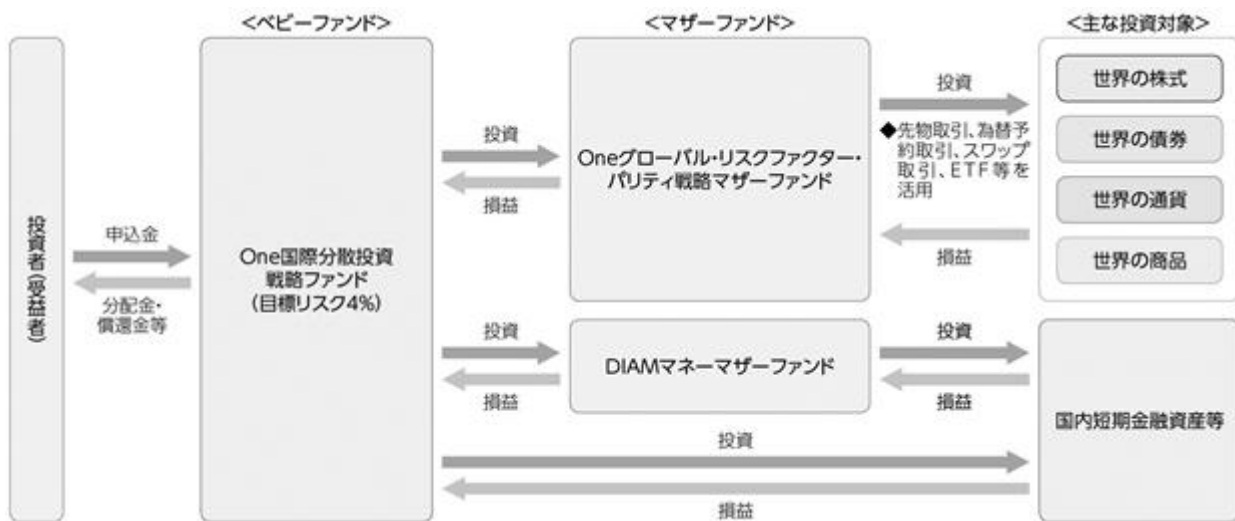 <ベビーファンド>
<マザーファンド>
<主な投資対象>
投資者(受益者)
申込金
分配金・
償還金等
One国際分散投資
戦略ファンド
(目標リスク4%)
投資
損益
Oneグローバル・リスクファクター・
パリティ戦略マザーファンド
投資
◆先物取引、為替予
約取引、スワップ
取引、ETF等を
活用
損益
世界の株式
世界の債券
世界の通貨
世界の商品
投資
損益
DIAMマネーマザーファンド
投資
損益
国内短期金融資産等
投資
損益